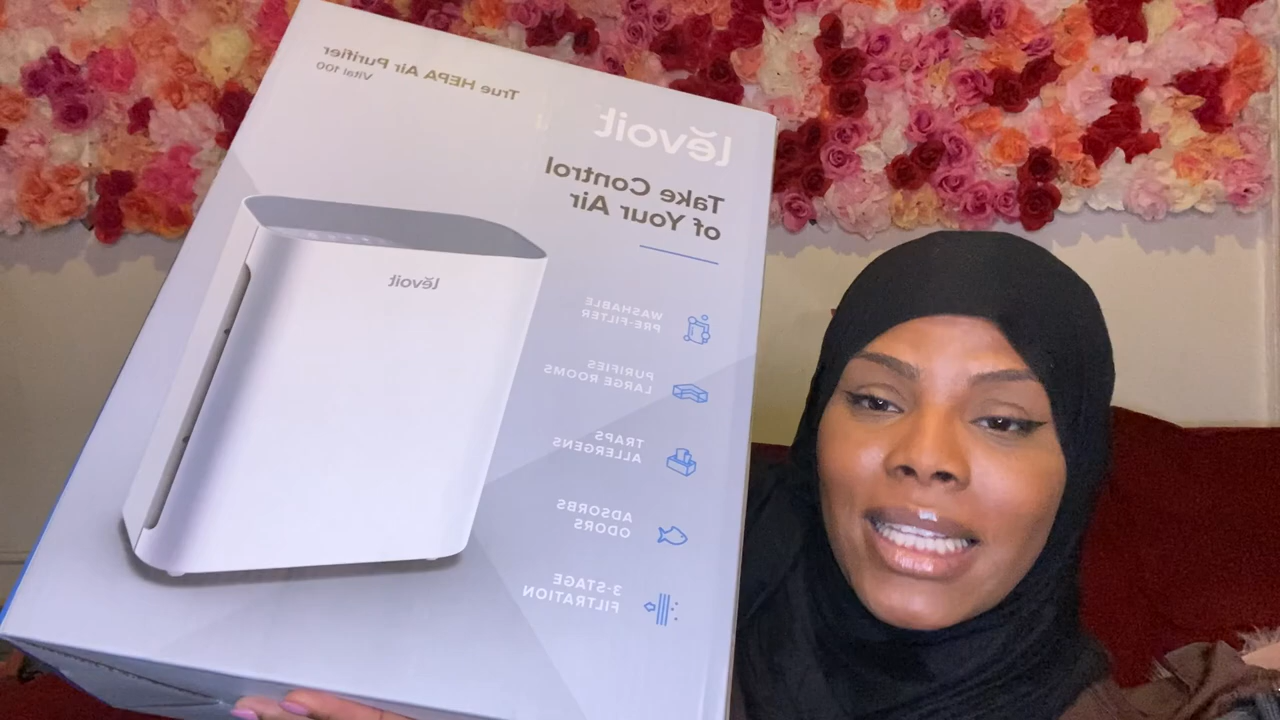 True HEPA Air Purifier
Vital 100
levoit
Take Control
of Your Air
levoit
WASHABLE
PRE-FILTER
PURIFIES
LARGE ROOMS
TRAPS
ALLERGENS
ADSORBS
ODORS
3-STAGE
FILTRATION